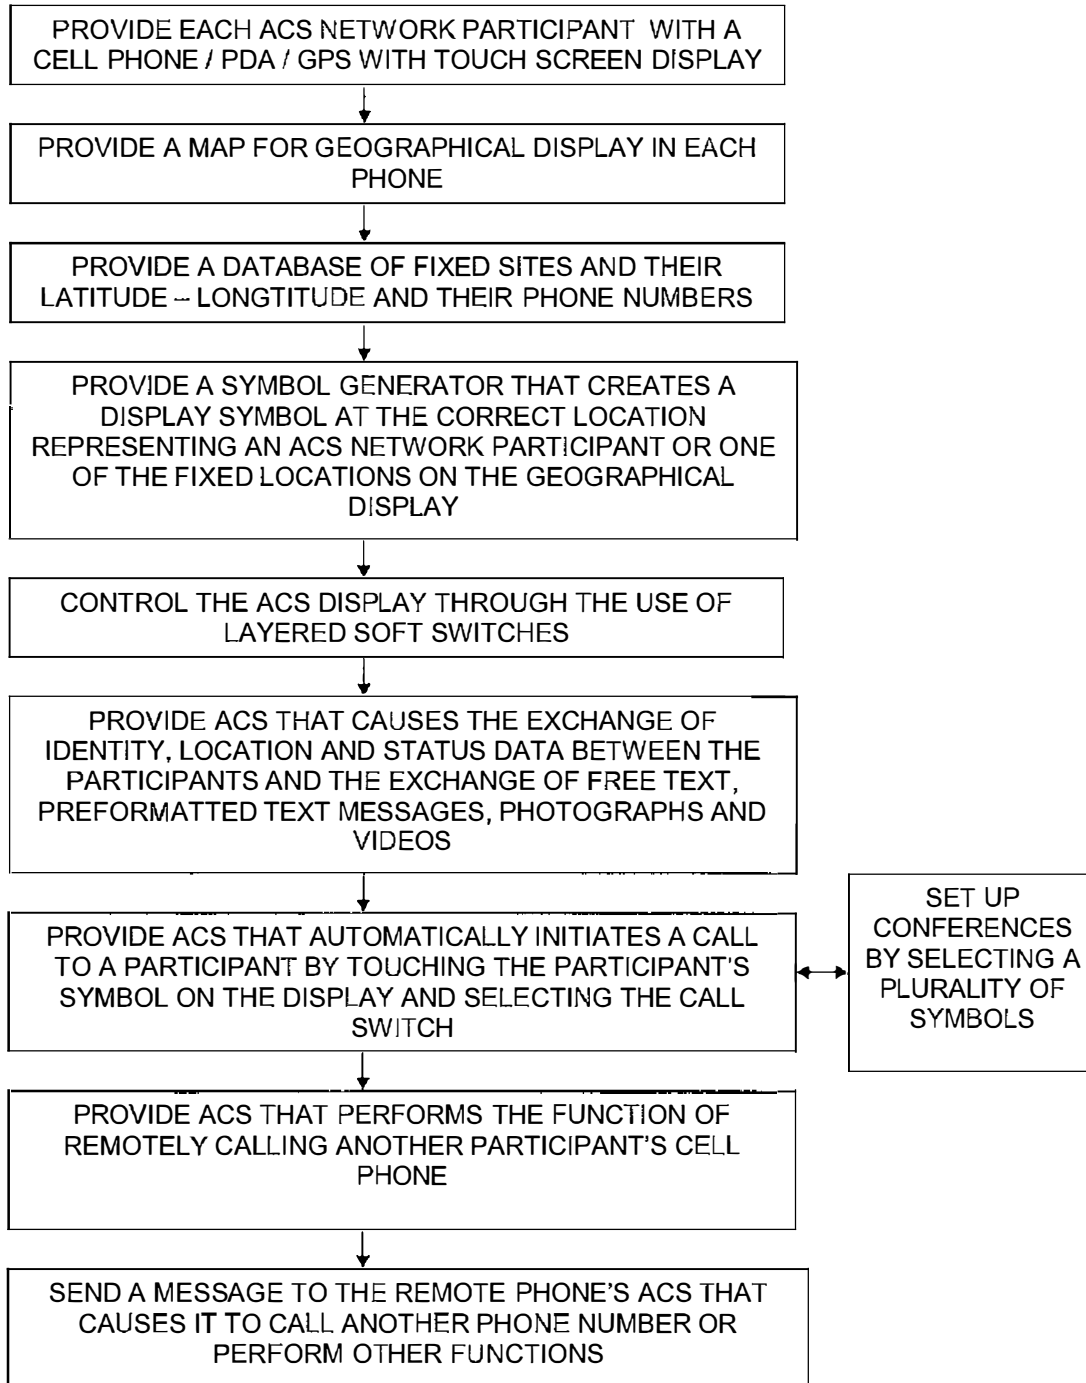 PROVIDE EACH ACS NETWORK PARTICIPANT WITH A
CELL PHONE / PDA / GPS WITH TOUCH SCREEN DISPLAY
PROVIDE A MAP FOR GEOGRAPHICAL DISPLAY IN EACH
PHONE
PROVIDE A DATABASE OF FIXED SITES AND THEIR
LATITUDE – LONGTITUDE AND THEIR PHONE NUMBERS
PROVIDE A SYMBOL GENERATOR THAT CREATES A
DISPLAY SYMBOL AT THE CORRECT LOCATION
REPRESENTING AN ACS NETWORK PARTICIPANT OR ONE
OF THE FIXED LOCATIONS ON THE GEOGRAPHICAL
DISPLAY
CONTROL THE ACS DISPLAY THROUGH THE USE OF
LAYERED SOFT SWITCHES
PROVIDE ACS THAT CAUSES THE EXCHANGE OF
IDENTITY, LOCATION AND STATUS DATA BETWEEN THE
PARTICIPANTS AND THE EXCHANGE OF FREE TEXT,
PREFORMATTED TEXT MESSAGES, PHOTOGRAPHS AND
VIDEOS
PROVIDE ACS THAT AUTOMATICALLY INITIATES A CALL
TO A PARTICIPANT BY TOUCHING THE PARTICIPANT'S
SYMBOL ON THE DISPLAY AND SELECTING THE CALL
SWITCH
SET UP
CONFERENCES
BY SELECTING A
PLURALITY OF
SYMBOLS
PROVIDE ACS THAT PERFORMS THE FUNCTION OF
REMOTELY CALLING ANOTHER PARTICIPANT'S CELL
PHONE
SEND A MESSAGE TO THE REMOTE PHONE'S ACS THAT
CAUSES IT TO CALL ANOTHER PHONE NUMBER OR
PERFORM OTHER FUNCTIONS